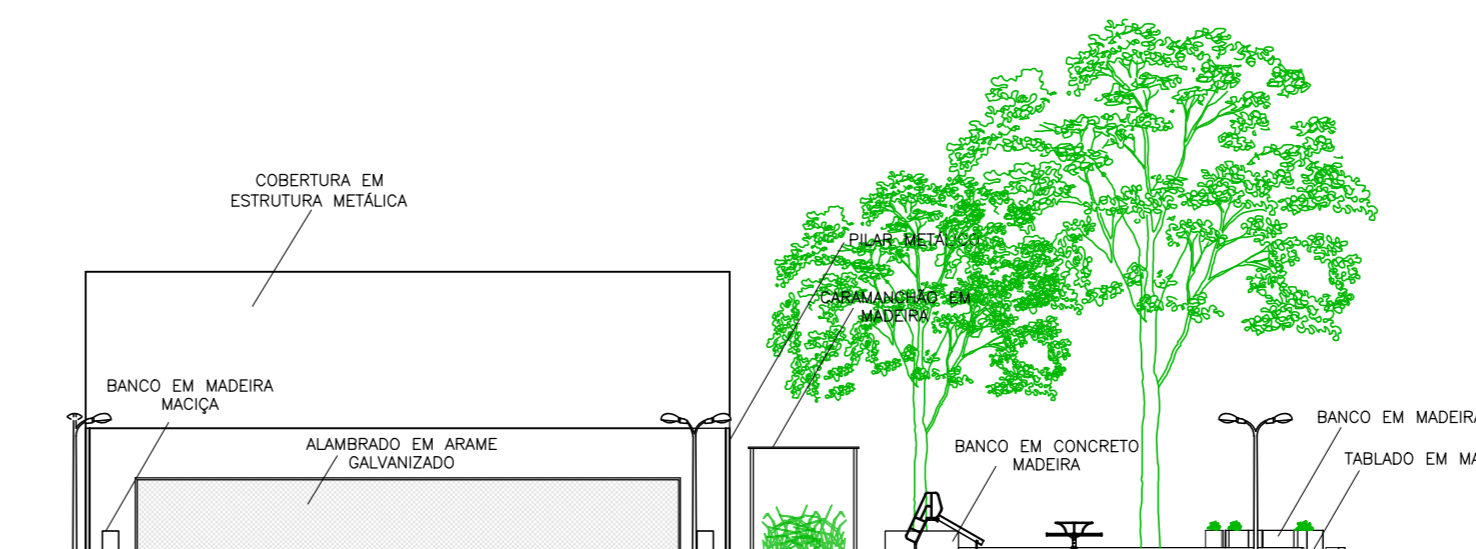 COBERTURA EM
ESTRUTURA METÁLICA
PILAR METÁLICO
CARAMANCHÃO EM
MADEIRA
BANCO EM MADEIRA
MACIÇA
ALAMBRADO EM ARAME
GALVANIZADO
BANCO EM CONCRETO
MADEIRA
BANCO EM MADEIRA
TABLADO EM MA